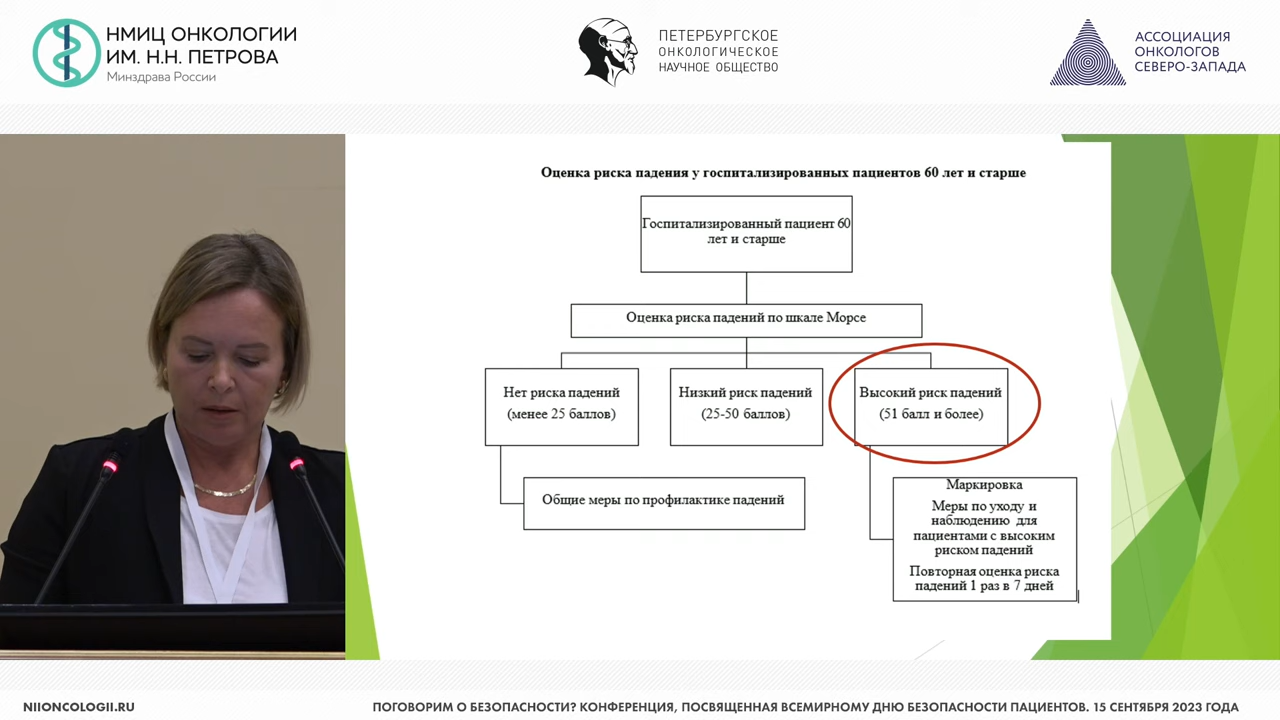 НМИЦ ОНКОЛОГИИ
ИМ. Н.Н. ПЕТРОВА
Минздрава России
ПЕТЕРБУРГСКОЕ
ОНКОЛОГИЧЕСКОЕ
НАУЧНОЕ ОБЩЕСТВО
АССОЦИАЦИЯ
ОНКОЛОГОВ
СЕВЕРО-ЗАПАДА
Оценка риска падения у госпитализированных пациентов 60 лет и старше
Госпитализированный пациент 60
лет и старше
Оценка риска падений по шкале Морсе
Нет риска падений
(менее 25 баллов)
Низкий риск падений
(25-50 баллов)
Высокий риск падений
(51 балл и более)
Общие меры по профилактике падений
Маркировка
Меры по уходу и
наблюдению для
пациентами с высоким
риском падений
Повторная оценка риска
падений 1 раз в 7 дней
NIIONCOLOGII.RU
ПОГОВОРИМ О БЕЗОПАСНОСТИ? КОНФЕРЕНЦИЯ, ПОСВЯЩЕННАЯ ВСЕМИРНОМУ ДНЮ БЕЗОПАСНОСТИ ПАЦИЕНТОВ. 15 СЕНТЯБРЯ 2023 ГОДА